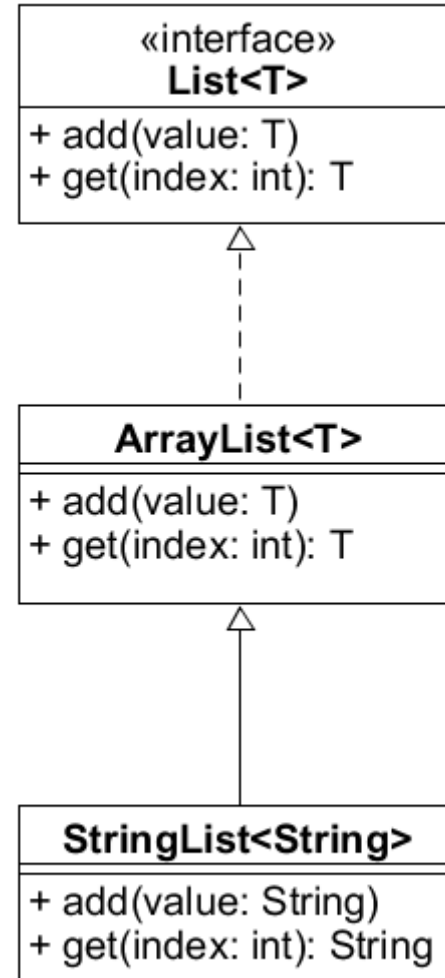 «interface»
List<T>
+ add(value: T)
+ get(index: int): T
ArrayList<T>
+ add(value: T)
+ get(index: int): T
StringList<String>
+ add(value: String)
+ get(index: int): String